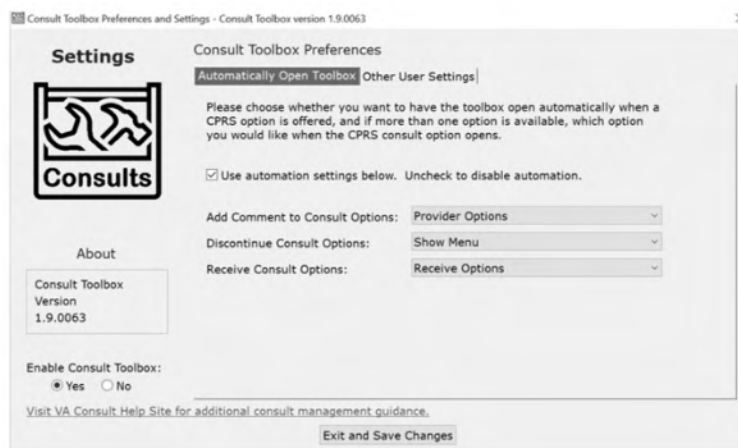 Consult Toolbox Preferences and Settings - Consult Toolbox version 1.9.0063
Settings
Consults
About
Consult Toolbox
Version
1.9.0063
Enable Consult Toolbox:
Yes No
Consult Toolbox Preferences
Automatically Open Toolbox Other User Settings
Please choose whether you want to have the toolbox open automatically when a
CPRS option is offered, and if more than one option is available, which option
you would like when the CPRS consult option opens.
Use automation settings below. Uncheck to disable automation.
Add Comment to Consult Options: Provider Options
Discontinue Consult Options: Show Menu
Receive Consult Options: Receive Options
Visit VA Consult Help Site for additional consult management guidance.
Exit and Save Changes